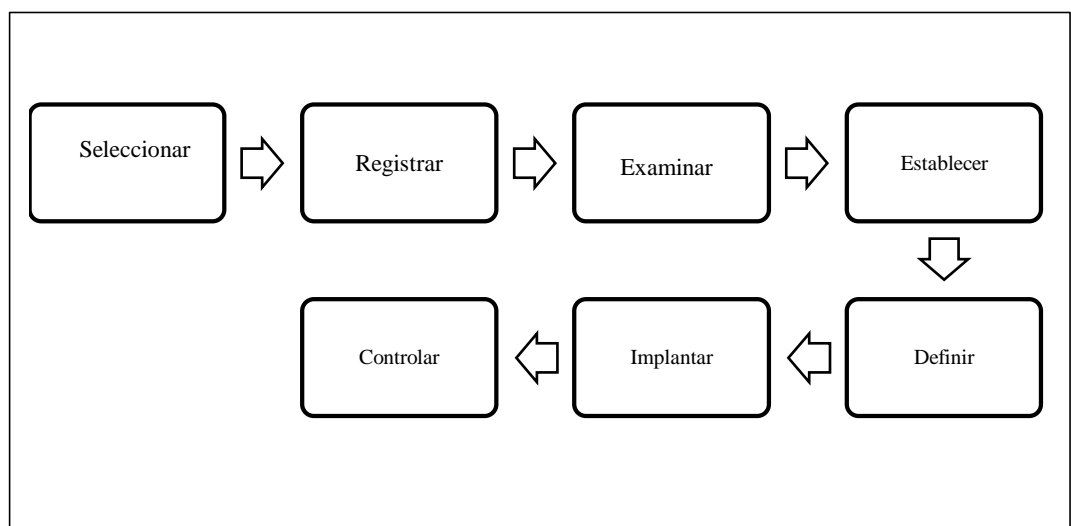 Seleccionar
Registrar
Examinar
Establecer
Definir
Implantar
Controlar